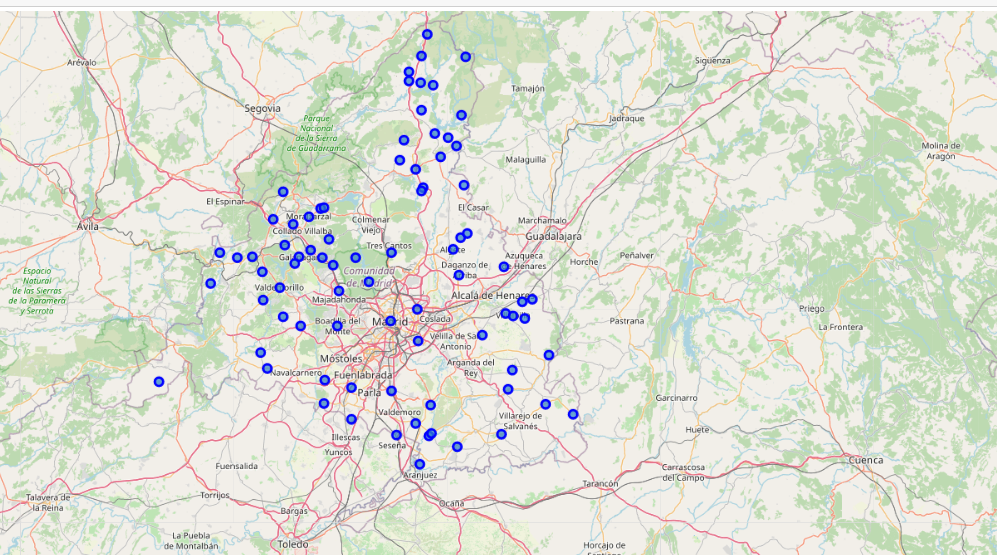 Arévalo
Siguenza
Tamajón
Segovia
Jadraque
Parque
Nacional
de la Sierra
de Guadarrama
Molina de
Aragón
Malaguilla
El Espinar
El Casar
Marchamalo
Colmenar
Viejo
Ávila
Collado Villalba
Guadalajara
Tres Cantos
Peñalver
Azuqueca
de Henares
Horche
Daganzo de
Comunidad
Espacio
Natural
de las Sierras
de la Paramera
y Serrota
Majadahonda
Alcalá de Henares
Priego
Pastrana
La Frontera
Madrid
Coslada
Boadilla del
Monte
Velilla de San
Antonio
Móstoles
Arganda del
Rey
Navalcarnero
Fuenlabrada
Parla
Garcinarro
Valdemoro
Villarejo de
Salvanés
Huete
Illescas
Seseña
Yuncos
Cuenca
Fuensalida
Carrascosa
del Campo
Aranjuez
Tarancón
Talavera de
la Reina
Torrijos
Ocaña
Bargas
La Puebla
de Montalbán
Toledo
Horcajo de